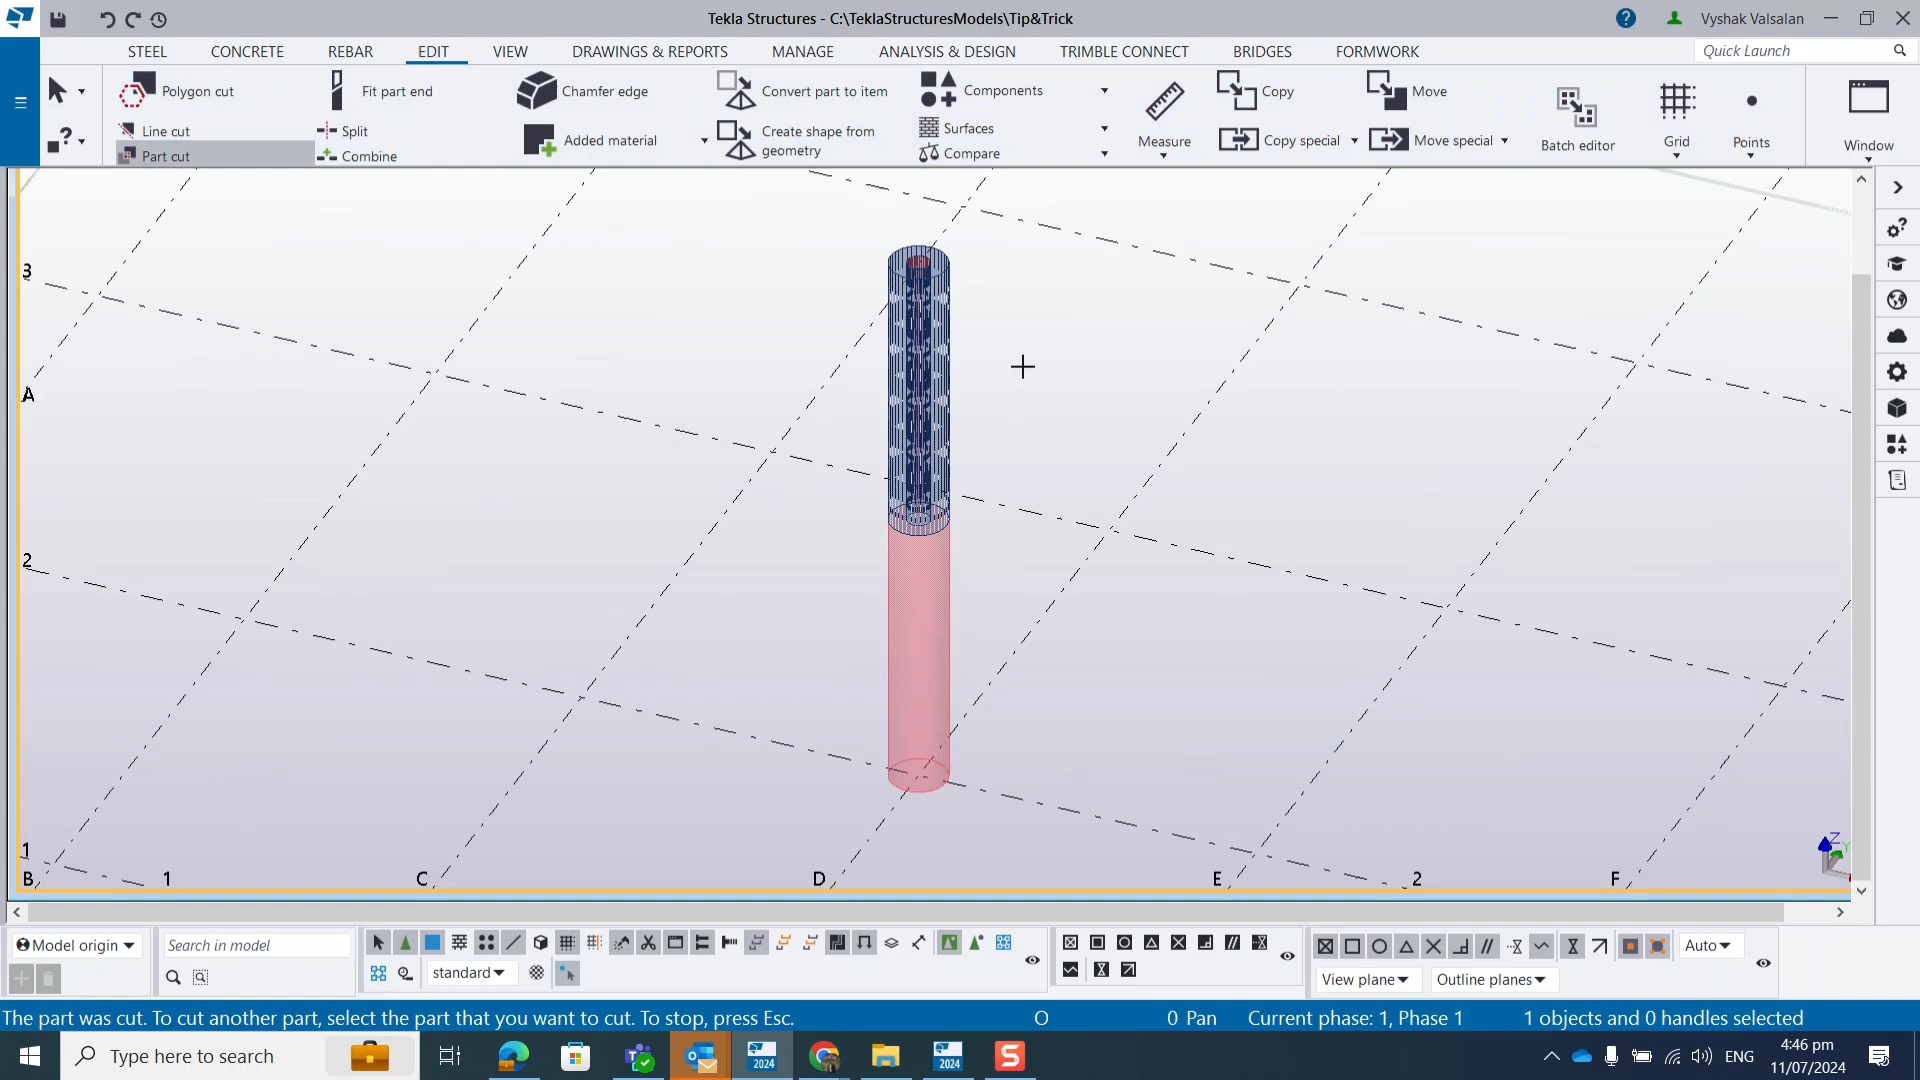 Tekla Structures - C:\TeklaStructuresModels\Tip&Trick
Vyshak Valsalan
STEEL
CONCRETE
REBAR
EDIT
VIEW
DRAWINGS & REPORTS
MANAGE
ANALYSIS & DESIGN
TRIMBLE CONNECT
BRIDGES
FORMWORK
Quick Launch
Polygon cut
Line cut
Part cut
Fit part end
Split
Combine
Chamfer edge
Added material
Convert part to item
Create shape from
geometry
Components
Surfaces
Compare
Measure
Copy
Copy special
Move
Move special
Batch editor
Grid
Points
Window
3
A
2
1
B
1
C
D
E
2
F
Z
Y
Model origin
Search in model
standard
Auto
View plane
Outline planes
The part was cut. To cut another part, select the part that you want to cut. To stop, press Esc.
O
0
Pan
Current phase: 1, Phase 1
1 objects and 0 handles selected
Type here to search
2024
2024
ENG
4:46 pm
11/07/2024